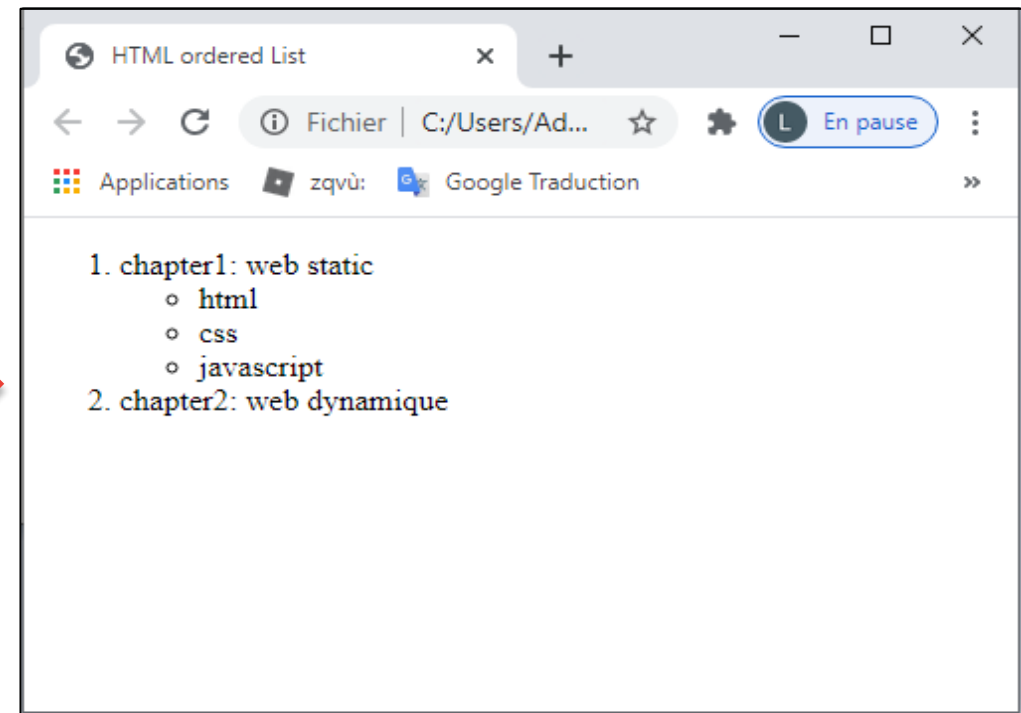 HTML ordered List
Fichier | C:/Users/Ad... L En pause
Applications zqvù: Google Traduction »
1. chapter1: web static
html
css
javascript
2. chapter2: web dynamique